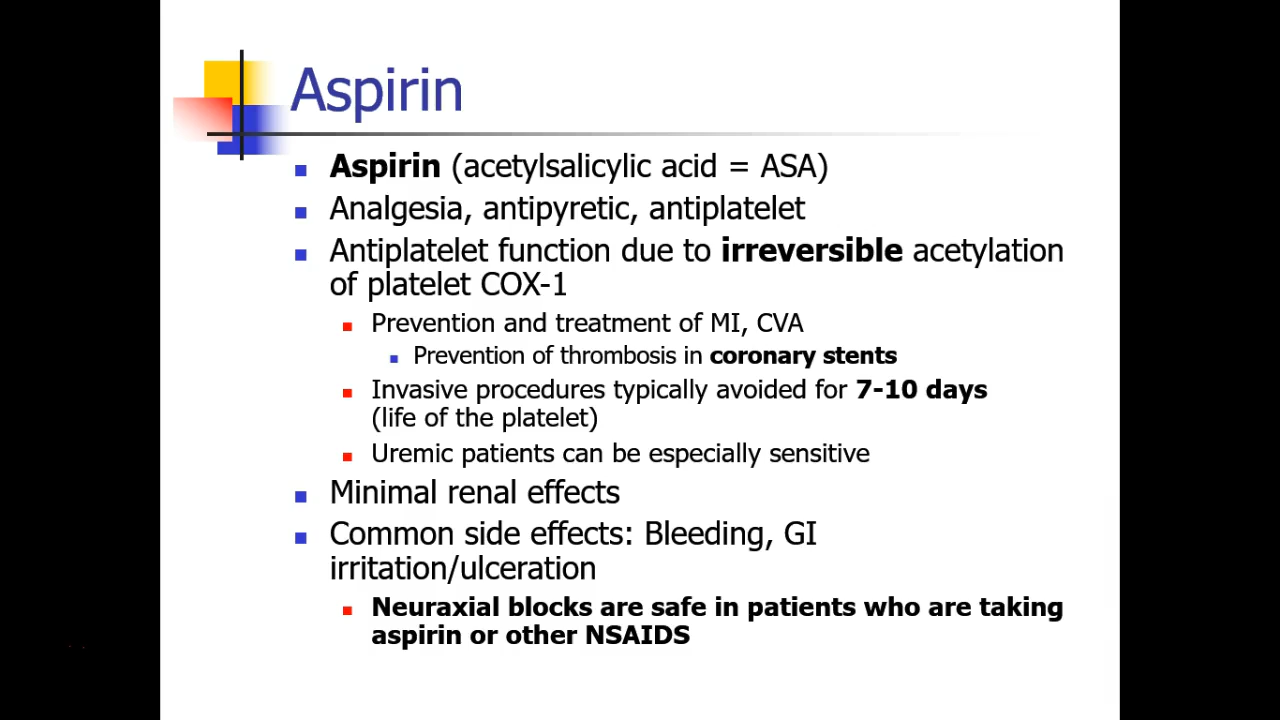 Aspirin
Aspirin (acetylsalicylic acid = ASA)
Analgesia, antipyretic, antiplatelet
Antiplatelet function due to irreversible acetylation
of platelet COX-1
Prevention and treatment of MI, CVA
Prevention of thrombosis in coronary stents
Invasive procedures typically avoided for 7-10 days
(life of the platelet)
Uremic patients can be especially sensitive
Minimal renal effects
Common side effects: Bleeding, GI
irritation/ulceration
Neuraxial blocks are safe in patients who are taking
aspirin or other NSAIDS